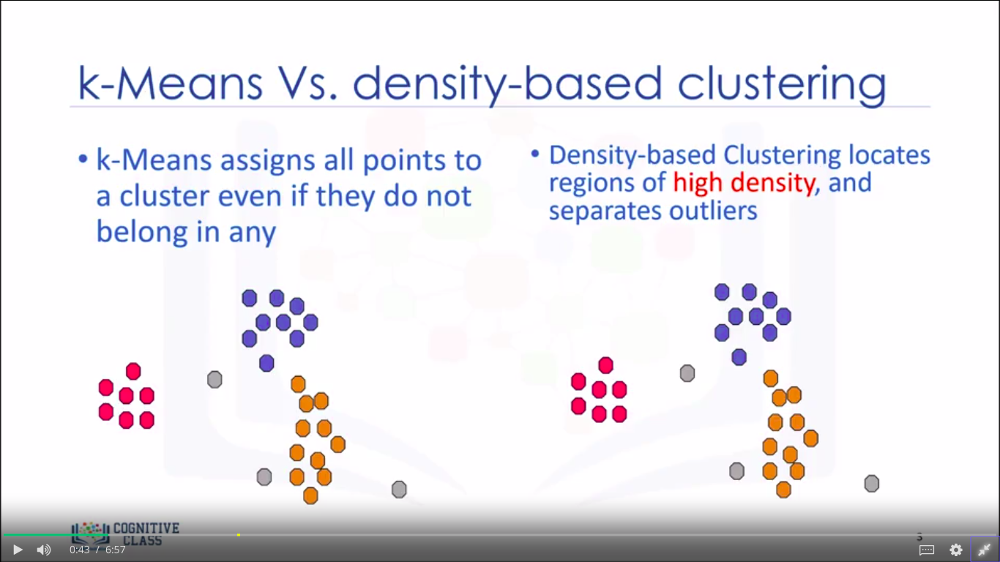 k-Means Vs. density-based clustering
• k-Means assigns all points to
a cluster even if they do not
belong in any
• Density-based Clustering locates
regions of high density, and
separates outliers
COGNITIVE
CLASS
3
0:43 / 6:57